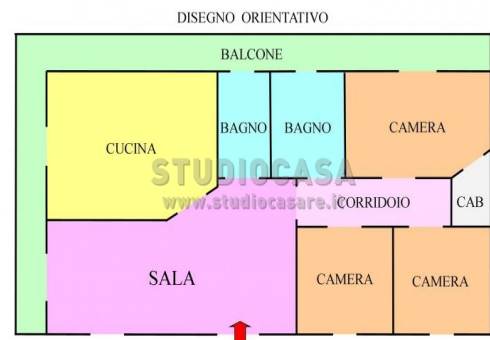 DISEGNO ORIENTATIVO
BALCONE
BAGNO
BAGNO
CAMERA
CUCINA
STUDIOCASA
www.studiocasare.it
CORRIDOIO
CAB
SALA
CAMERA
CAMERA